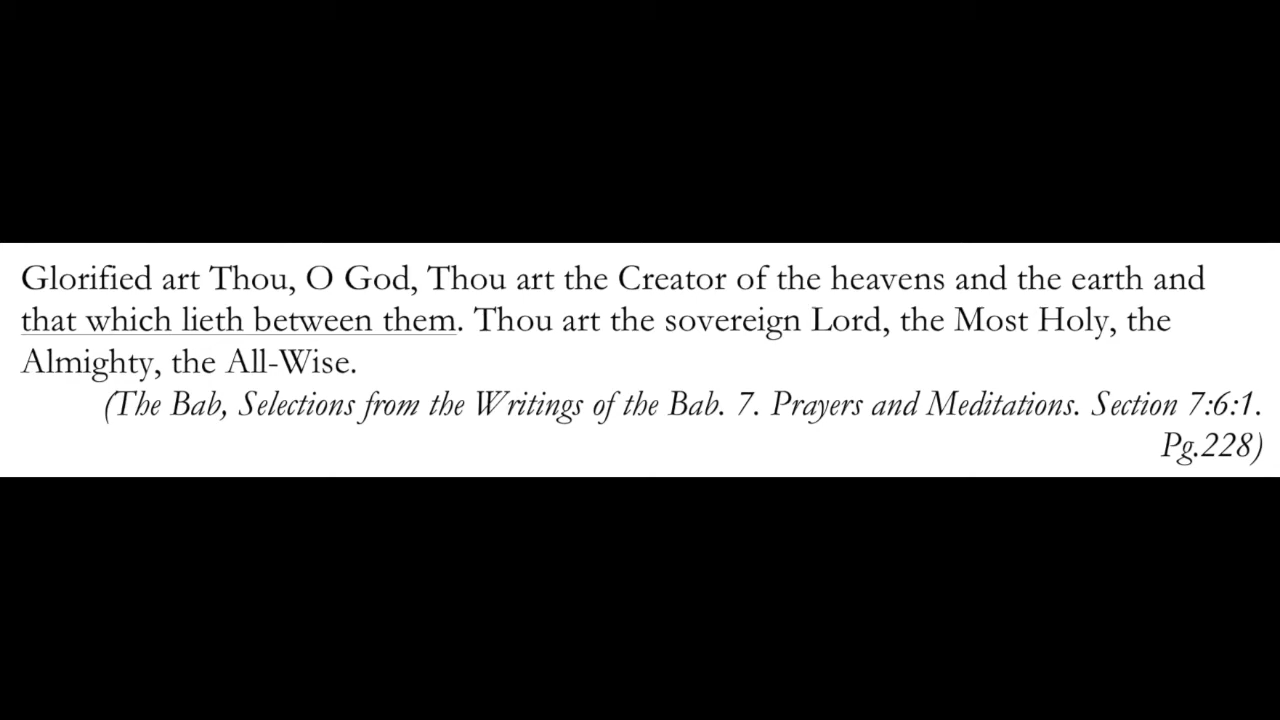 Glorified art Thou, O God, Thou art the Creator of the heavens and the earth and
that which lieth between them. Thou art the sovereign Lord, the Most Holy, the
Almighty, the All-Wise.
(The Bab, Selections from the Writings of the Bab. 7. Prayers and Meditations. Section 7:6:1.
Pg.228)